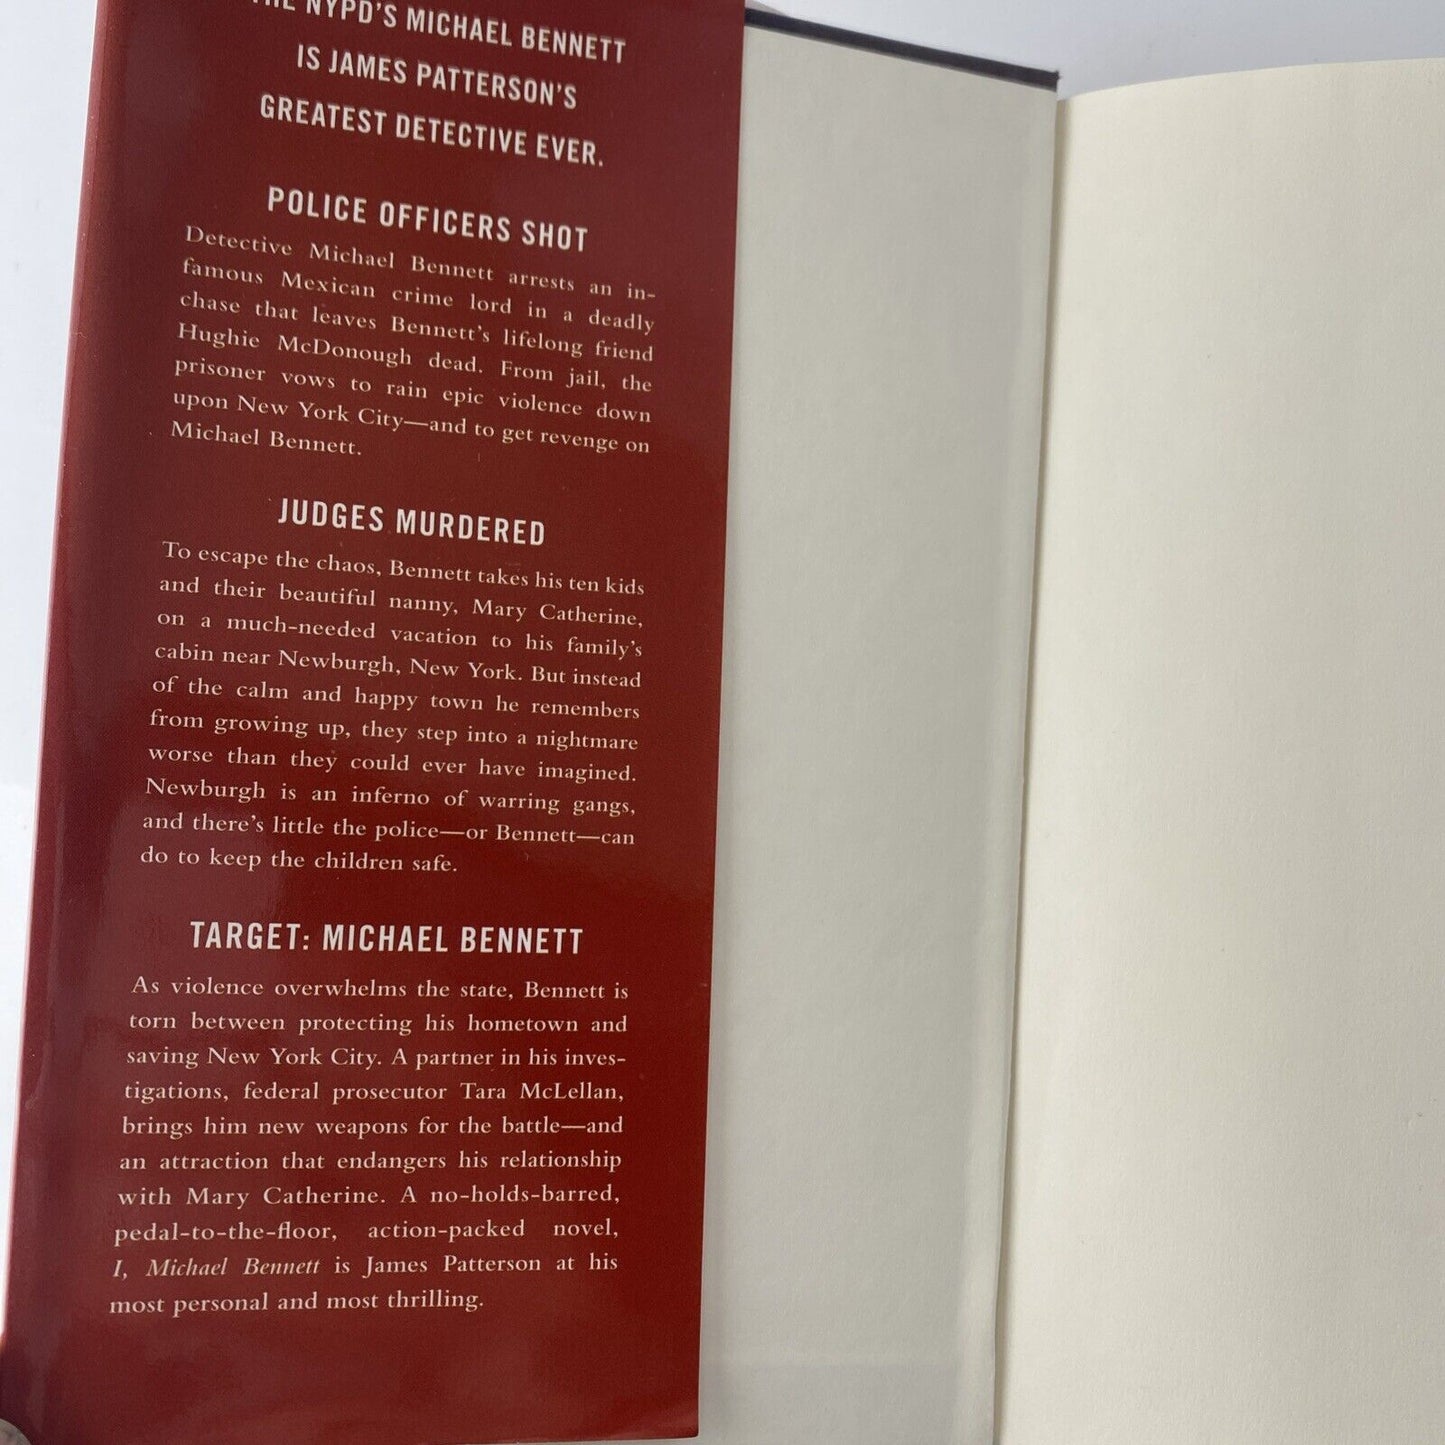 THE NYPD'S MICHAEL BENNETT
IS JAMES PATTERSON'S
GREATEST DETECTIVE EVER.
POLICE OFFICERS SHOT
Detective Michael Bennett arrests an in-
famous Mexican crime lord in a deadly
chase that leaves Bennett's lifelong friend
Hughie McDonough dead. From jail, the
prisoner vows to rain epic violence down
upon New York City—and to get revenge on
Michael Bennett.
JUDGES MURDERED
To escape the chaos, Bennett takes his ten kids
and their beautiful nanny, Mary Catherine,
on a much-needed vacation to his family's
cabin near Newburgh, New York. But instead
of the calm and happy town he remembers
from growing up, they step into a nightmare
worse than they could ever have imagined.
Newburgh is an inferno of warring gangs,
and there's little the police—or Bennett—can
do to keep the children safe.
TARGET: MICHAEL BENNETT
As violence overwhelms the state, Bennett is
torn between protecting his hometown and
saving New York City. A partner in his inves-
tigations, federal prosecutor Tara McLellan,
brings him new weapons for the battle—and
an attraction that endangers his relationship
with Mary Catherine. A no-holds-barred,
pedal-to-the-floor, action-packed novel,
I, Michael Bennett is James Patterson at his
most personal and most thrilling.